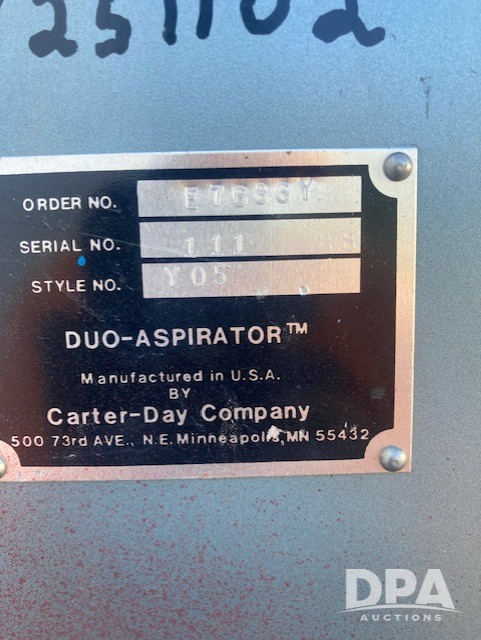 251102
ORDER NO. E7686Y
SERIAL NO. 111
STYLE NO. Y05
DUO-ASPIRATOR™
Manufactured in U.S.A.
BY
Carter-Day Company
500 73rd AVE., N.E. Minneapolis, MN 55432
DPA
AUCTIONS